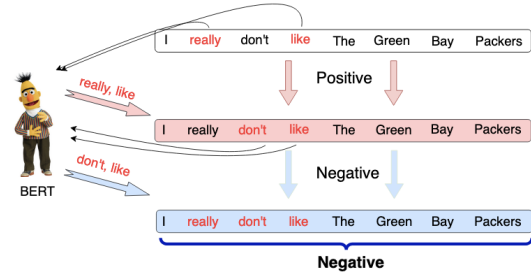 I really don't like The Green Bay Packers
Positive
really, like
I really don't like The Green Bay Packers
Negative
don't, like
BERT
I really don't like The Green Bay Packers
Negative